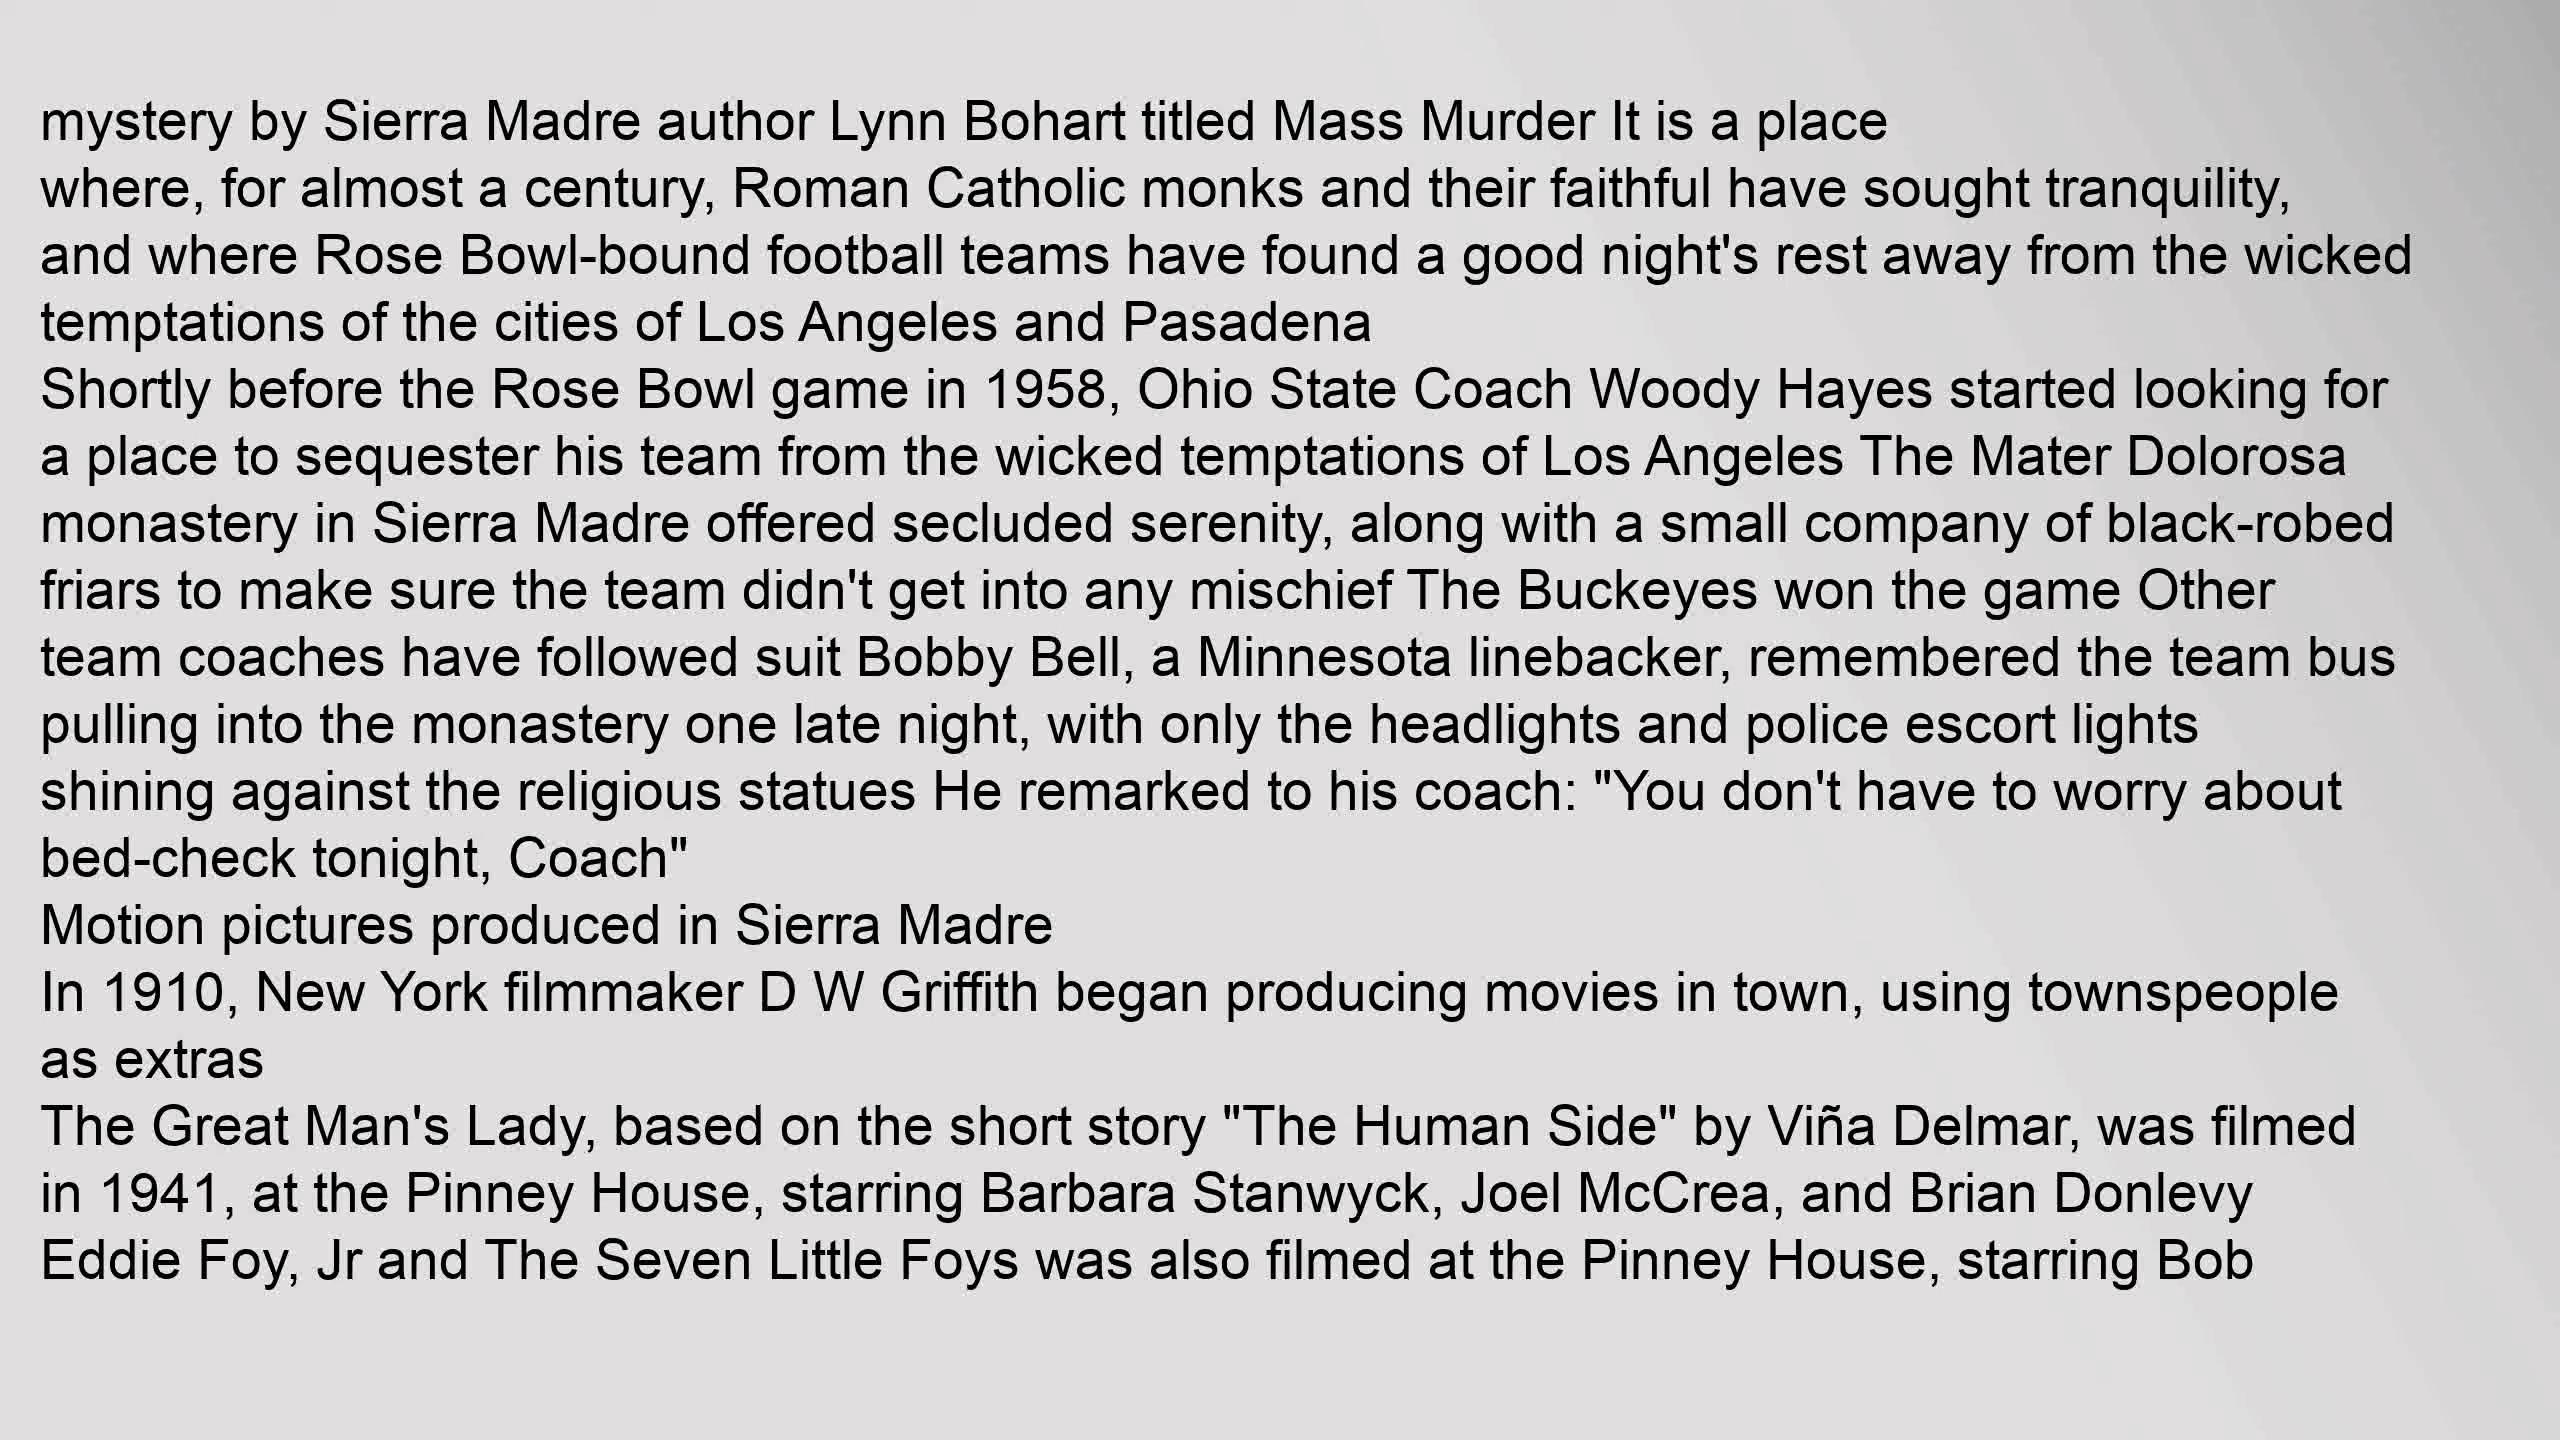 mystery by Sierra Madre author Lynn Bohart titled Mass Murder It is a place
where, for almost a century, Roman Catholic monks and their faithful have sought tranquility,
and where Rose Bowl-bound football teams have found a good night's rest away from the wicked
temptations of the cities of Los Angeles and Pasadena
Shortly before the Rose Bowl game in 1958, Ohio State Coach Woody Hayes started looking for
a place to sequester his team from the wicked temptations of Los Angeles The Mater Dolorosa
monastery in Sierra Madre offered secluded serenity, along with a small company of black-robed
friars to make sure the team didn't get into any mischief The Buckeyes won the game Other
team coaches have followed suit Bobby Bell, a Minnesota linebacker, remembered the team bus
pulling into the monastery one late night, with only the headlights and police escort lights
shining against the religious statues He remarked to his coach: "You don't have to worry about
bed-check tonight, Coach"
Motion pictures produced in Sierra Madre
In 1910, New York filmmaker D W Griffith began producing movies in town, using townspeople
as extras
The Great Man's Lady, based on the short story "The Human Side" by Viña Delmar, was filmed
in 1941, at the Pinney House, starring Barbara Stanwyck, Joel McCrea, and Brian Donlevy
Eddie Foy, Jr and The Seven Little Foys was also filmed at the Pinney House, starring Bob